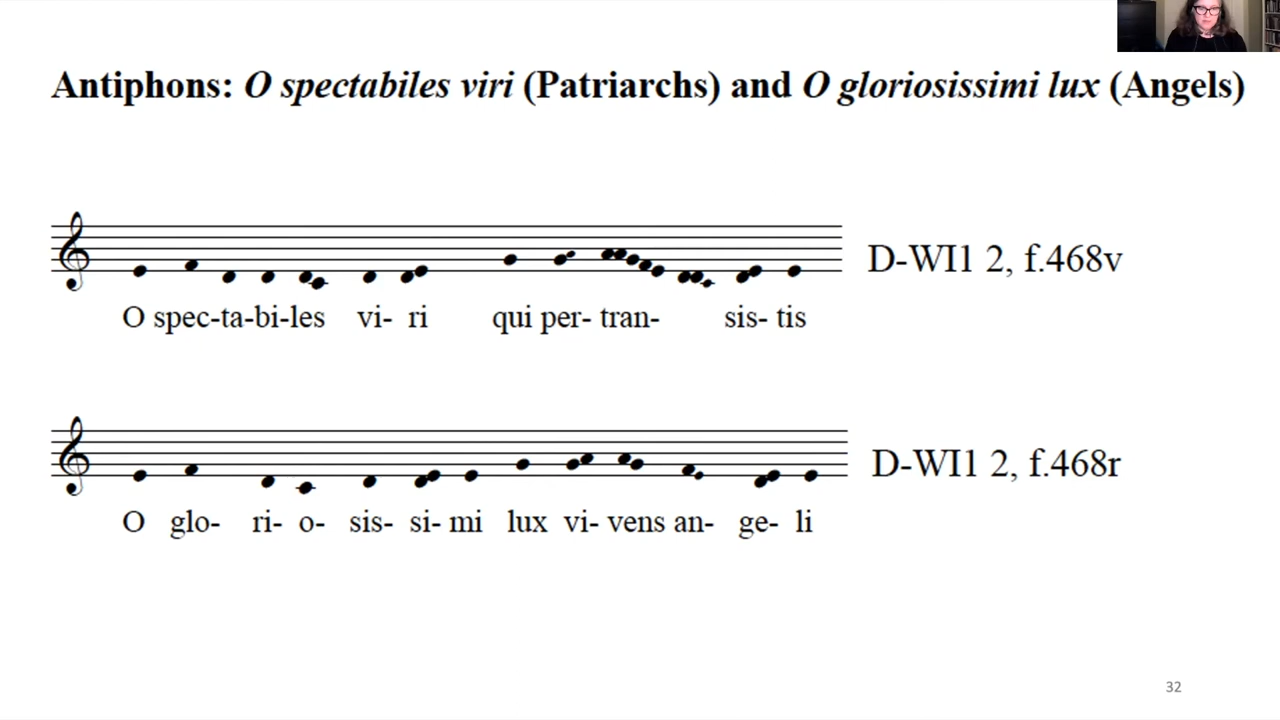 Antiphons: O spectabiles viri (Patriarchs) and O gloriosissimi lux (Angels)
D-WI1 2, f.468v
O spec-ta-bi-les vi- ri qui per- tran- sis- tis
D-WI1 2, f.468r
O glo- ri- o- sis- si- mi lux vi- vens an- ge- li
32